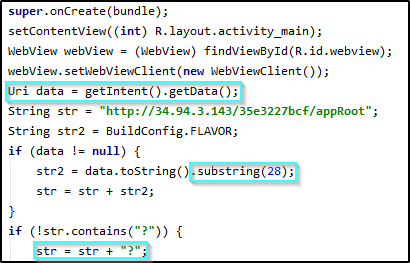 super.onCreate(bundle);
setContentView((int) R.layout.activity_main);
WebView webView = (WebView) findViewById(R.id.webview);
webView.setWebViewClient(new WebViewClient());
Uri data = getIntent().getData();
String str = "http://34.94.3.143/35e3227bcf/appRoot";
String str2 = BuildConfig.FLAVOR;
if (data != null) {
    str2 = data.toString().substring(28);
    str = str + str2;
}
if (!str.contains("?")) {
    str = str + "?";